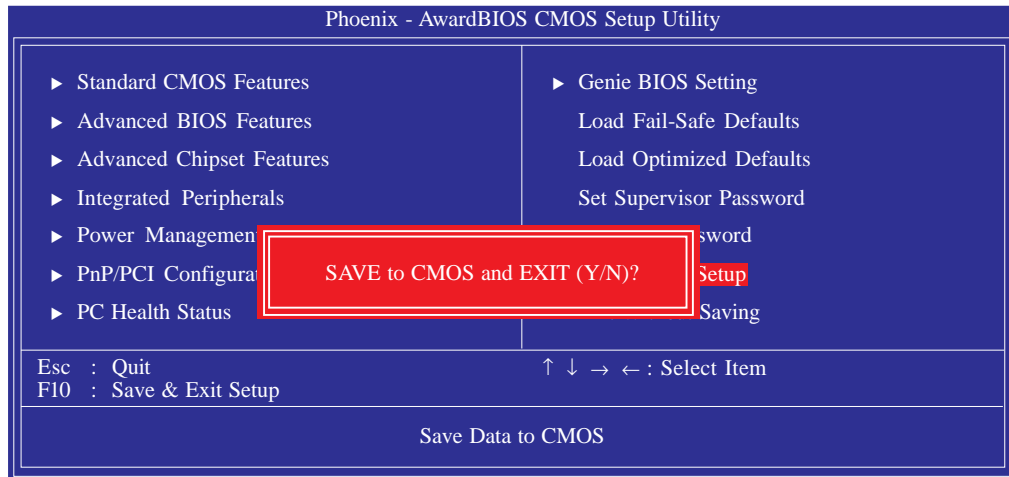 Phoenix - AwardBIOS CMOS Setup Utility
▶ Standard CMOS Features
▶ Advanced BIOS Features
▶ Advanced Chipset Features
▶ Integrated Peripherals
▶ Power Managemen
▶ PnP/PCI Configurat
▶ PC Health Status
▶ Genie BIOS Setting
Load Fail-Safe Defaults
Load Optimized Defaults
Set Supervisor Password
sword
Setup
Saving
SAVE to CMOS and EXIT (Y/N)?
Esc : Quit
F10 : Save & Exit Setup
↑ ↓ → ← : Select Item
Save Data to CMOS